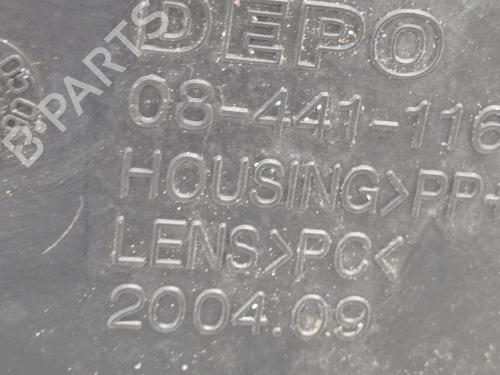 DEPO
08-441-116
HOUSING>PP-
LENS>PC<
2004.09
B-PARTS